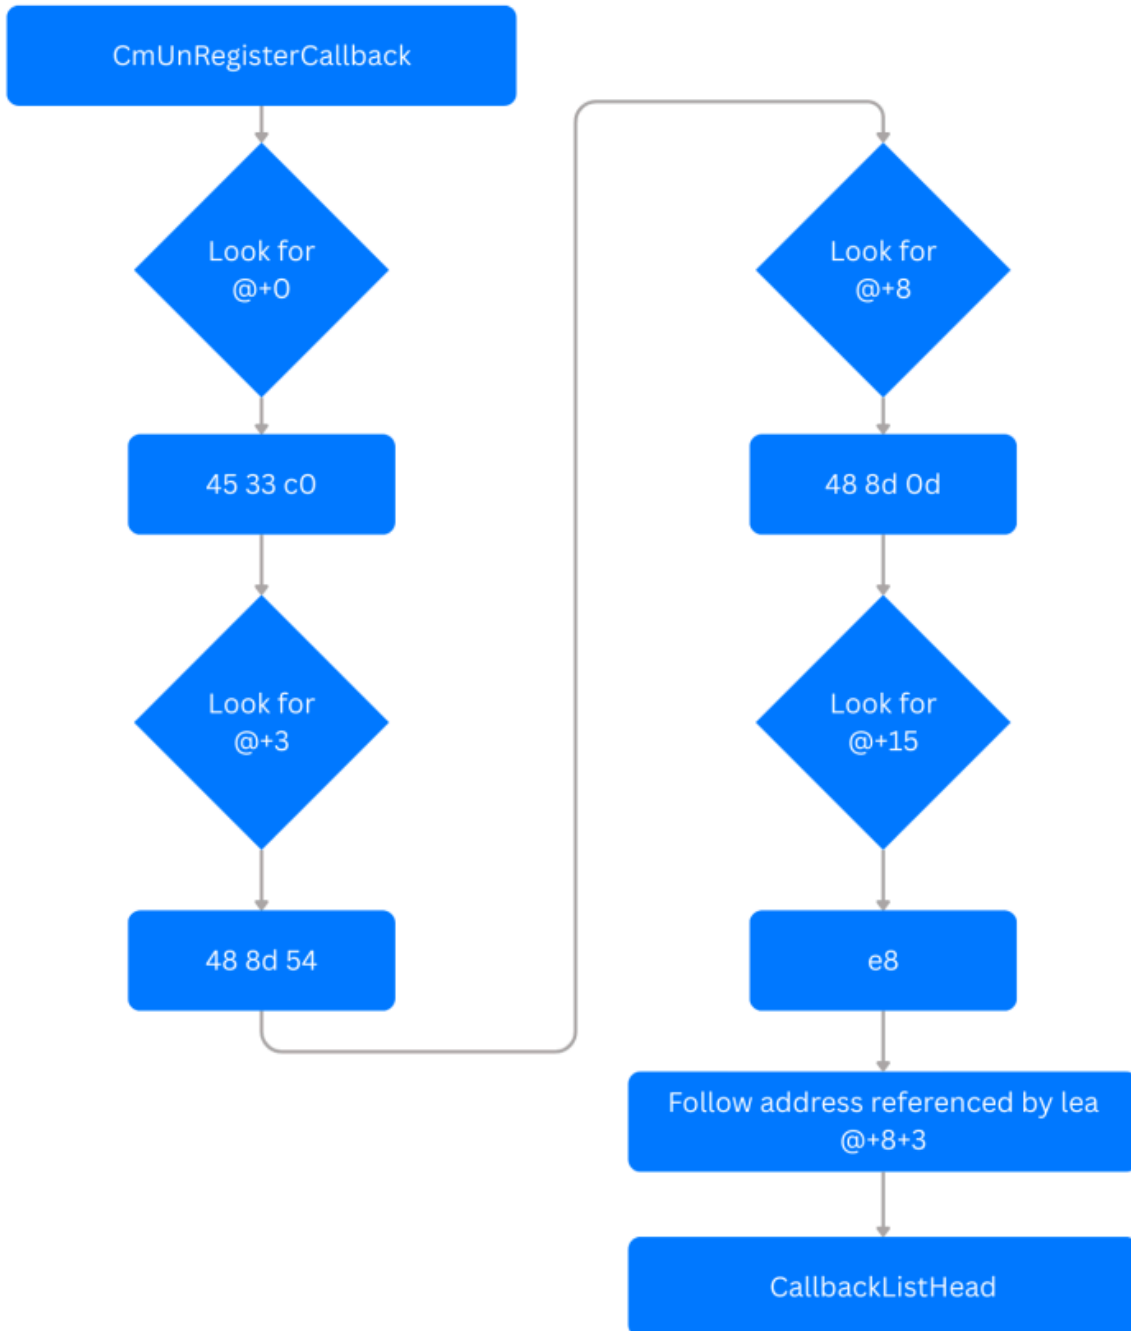 CmUnRegisterCallback
Look for
@+0
45 33 c0
Look for
@+3
48 8d 54
Look for
@+8
48 8d 0d
Look for
@+15
e8
Follow address referenced by lea
@+8+3
CallbackListHead